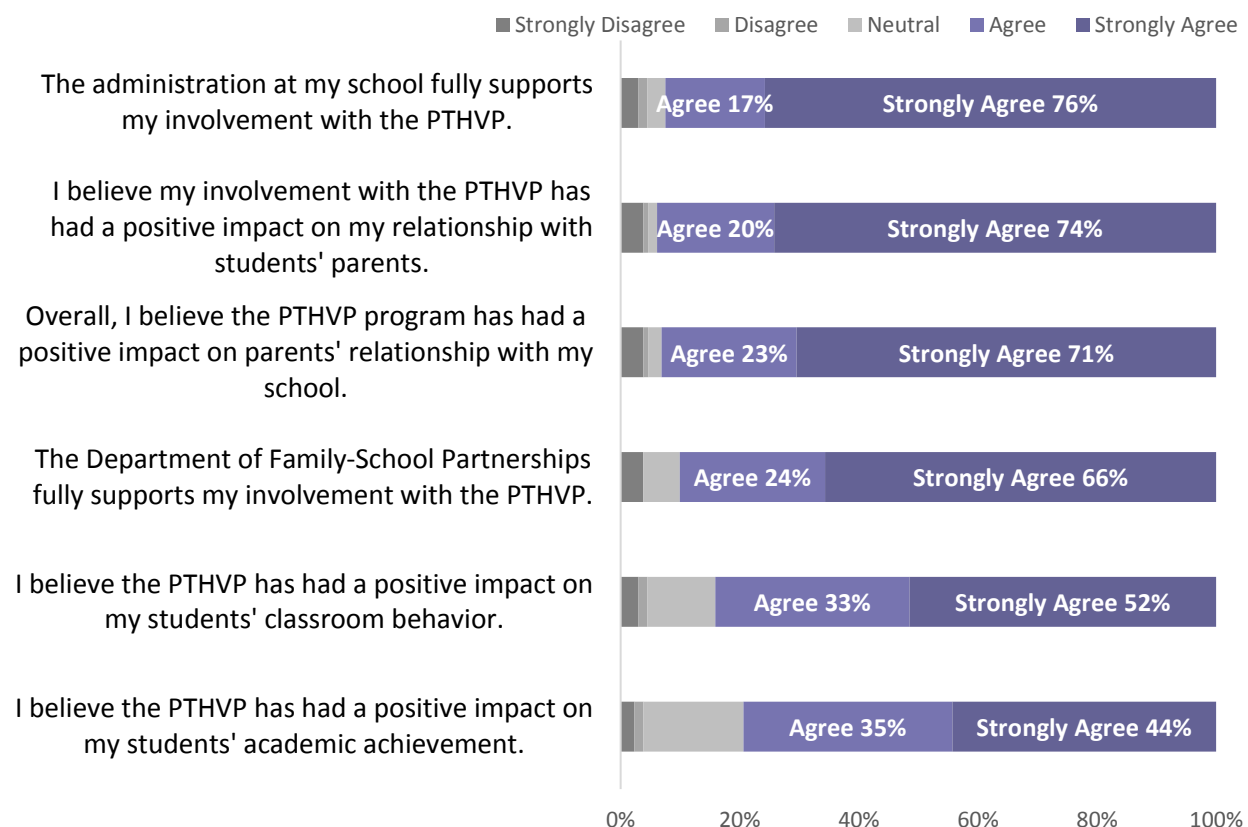 Strongly Disagree Disagree Neutral Agree Strongly Agree
The administration at my school fully supports
my involvement with the PTHVP.
Agree 17% Strongly Agree 76%
I believe my involvement with the PTHVP has
had a positive impact on my relationship with
students' parents.
Agree 20% Strongly Agree 74%
Overall, I believe the PTHVP program has had a
positive impact on parents' relationship with my
school.
Agree 23% Strongly Agree 71%
The Department of Family-School Partnerships
fully supports my involvement with the PTHVP.
Agree 24% Strongly Agree 66%
I believe the PTHVP has had a positive impact on
my students' classroom behavior.
Agree 33% Strongly Agree 52%
I believe the PTHVP has had a positive impact on
my students' academic achievement.
Agree 35% Strongly Agree 44%
0% 20% 40% 60% 80% 100%